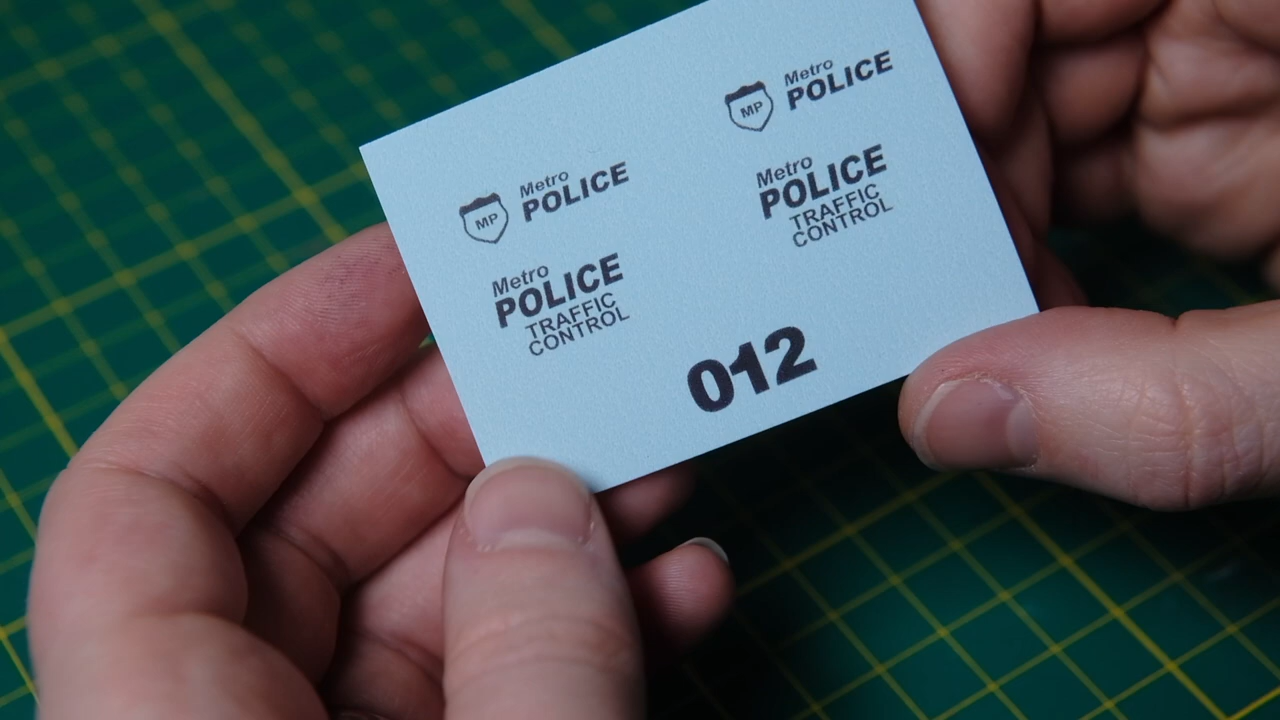 MP
Metro
POLICE
Metro
POLICE
TRAFFIC
CONTROL
MP
Metro
POLICE
Metro
POLICE
TRAFFIC
CONTROL
012